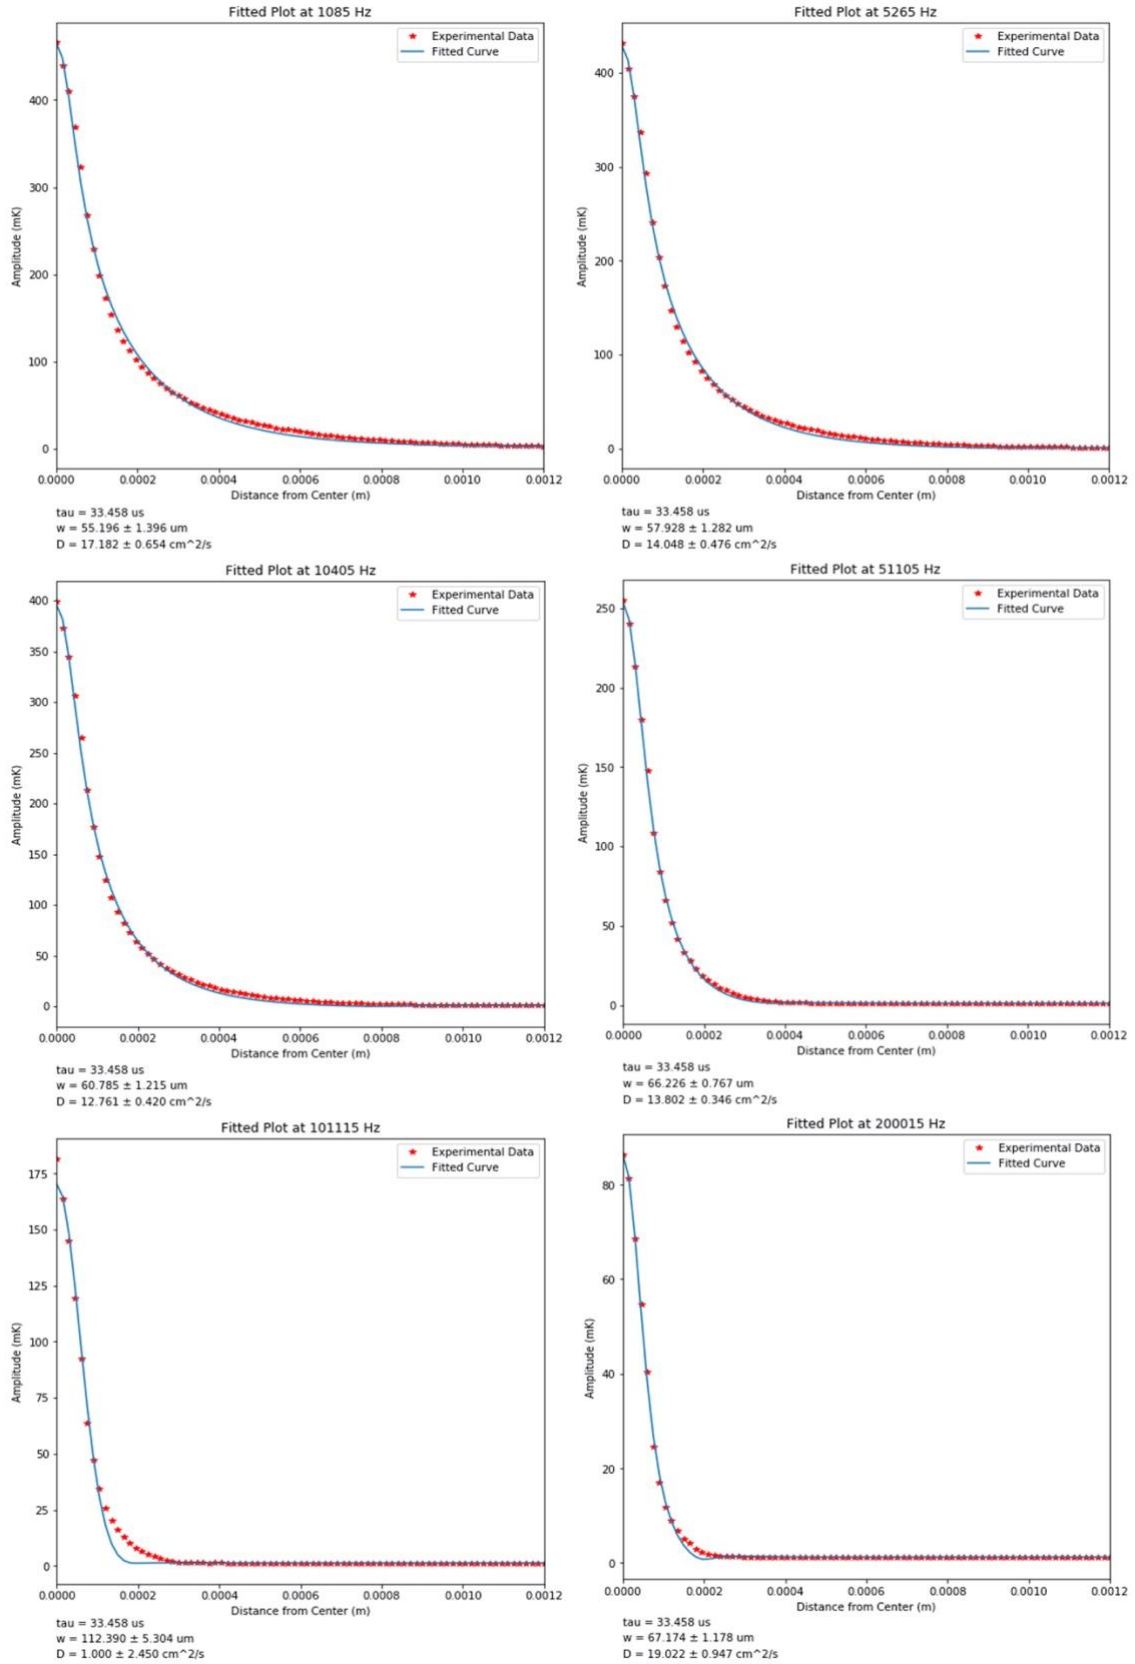 Fitted Plot at 1085 Hz
Experimental Data
Fitted Curve
400
300
200
100
0
Amplitude (mK)
0.0000 0.0002 0.0004 0.0006 0.0008 0.0010 0.0012
Distance from Center (m)
tau = 33.458 us
w = 55.196 ± 1.396 um
D = 17.182 ± 0.654 cm^2/s
Fitted Plot at 5265 Hz
Experimental Data
Fitted Curve
400
300
200
100
0
Amplitude (mK)
0.0000 0.0002 0.0004 0.0006 0.0008 0.0010 0.0012
Distance from Center (m)
tau = 33.458 us
w = 57.928 ± 1.282 um
D = 14.048 ± 0.476 cm^2/s
Fitted Plot at 10405 Hz
Experimental Data
Fitted Curve
400
350
300
250
200
150
100
50
0
Amplitude (mK)
0.0000 0.0002 0.0004 0.0006 0.0008 0.0010 0.0012
Distance from Center (m)
tau = 33.458 us
w = 60.785 ± 1.215 um
D = 12.761 ± 0.420 cm^2/s
Fitted Plot at 51105 Hz
Experimental Data
Fitted Curve
250
200
150
100
50
0
Amplitude (mK)
0.0000 0.0002 0.0004 0.0006 0.0008 0.0010 0.0012
Distance from Center (m)
tau = 33.458 us
w = 66.226 ± 0.767 um
D = 13.802 ± 0.346 cm^2/s
Fitted Plot at 101115 Hz
Experimental Data
Fitted Curve
175
150
125
100
75
50
25
0
Amplitude (mK)
0.0000 0.0002 0.0004 0.0006 0.0008 0.0010 0.0012
Distance from Center (m)
tau = 33.458 us
w = 112.390 ± 5.304 um
D = 1.000 ± 2.450 cm^2/s
Fitted Plot at 200015 Hz
Experimental Data
Fitted Curve
80
60
40
20
0
Amplitude (mK)
0.0000 0.0002 0.0004 0.0006 0.0008 0.0010 0.0012
Distance from Center (m)
tau = 33.458 us
w = 67.174 ± 1.178 um
D = 19.022 ± 0.947 cm^2/s